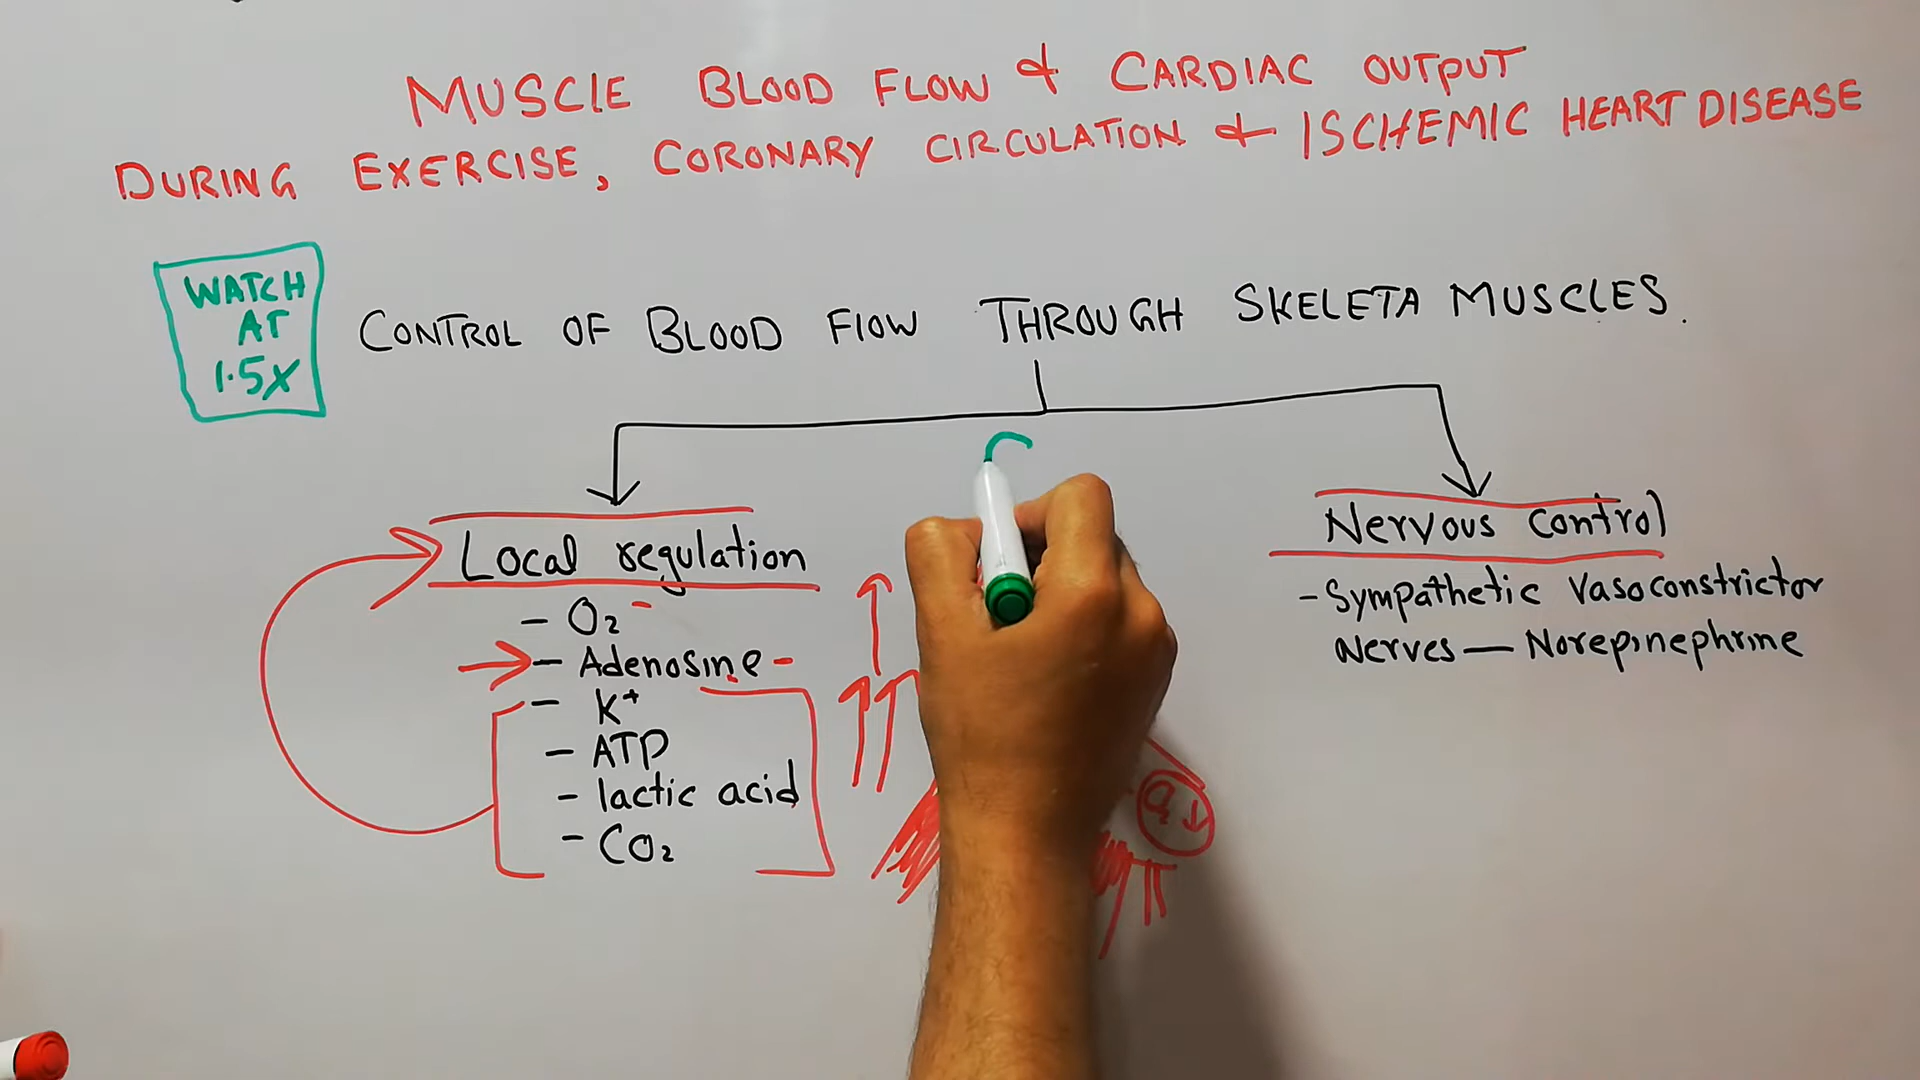 MUSCLE BLOOD FLOW & CARDIAC OUTPUT
DURING EXERCISE, CORONARY CIRCULATION & ISCHEMIC HEART DISEASE
WATCH
AT
1.5X
CONTROL OF BLOOD FLOW THROUGH SKELETA MUSCLES.
Local regulation
- O2
- Adenosine
- K+
- ATP
- lactic acid
- CO2
Nervous control
- Sympathetic Vasoconstrictor
nerves — Norepinephrine